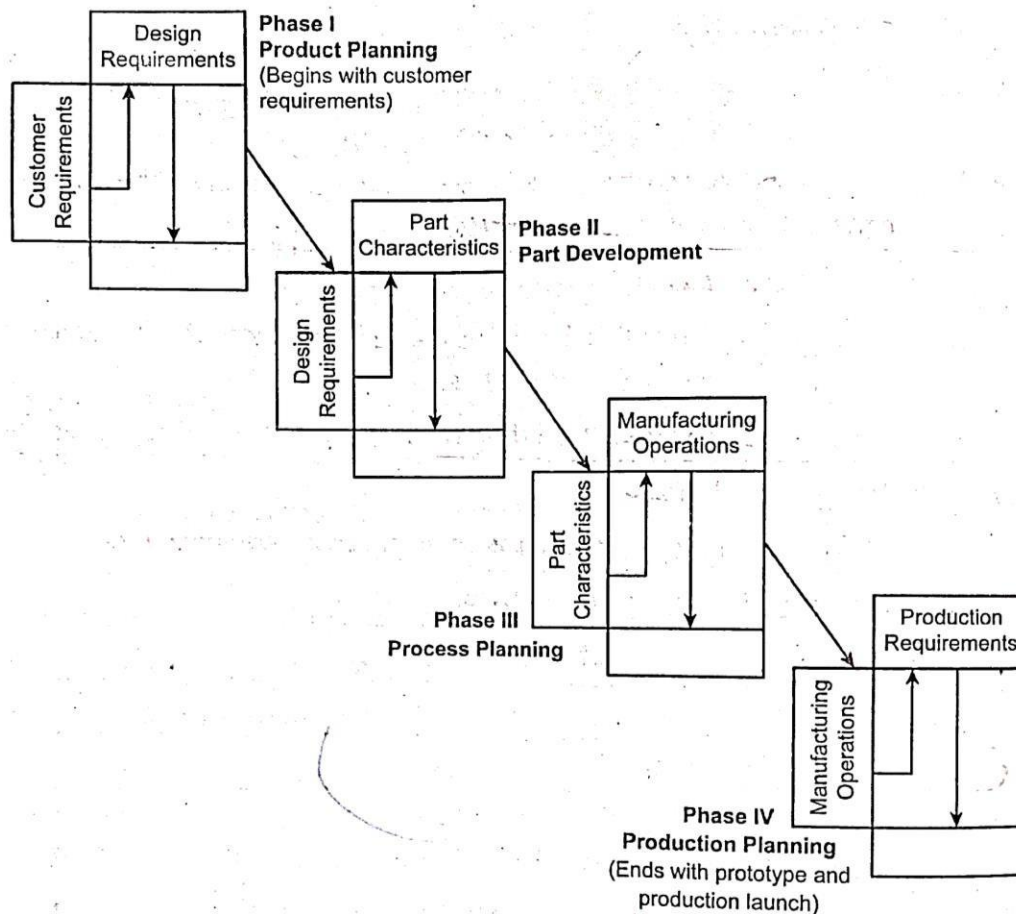 Design
Requirements
Phase I
Product Planning
(Begins with customer
requirements)
Customer
Requirements
Part
Characteristics
Phase II
Part Development
Design
Requirements
Manufacturing
Operations
Part
Characteristics
Phase III
Process Planning
Production
Requirements
Manufacturing
Operations
Phase IV
Production Planning
(Ends with prototype and
production launch)